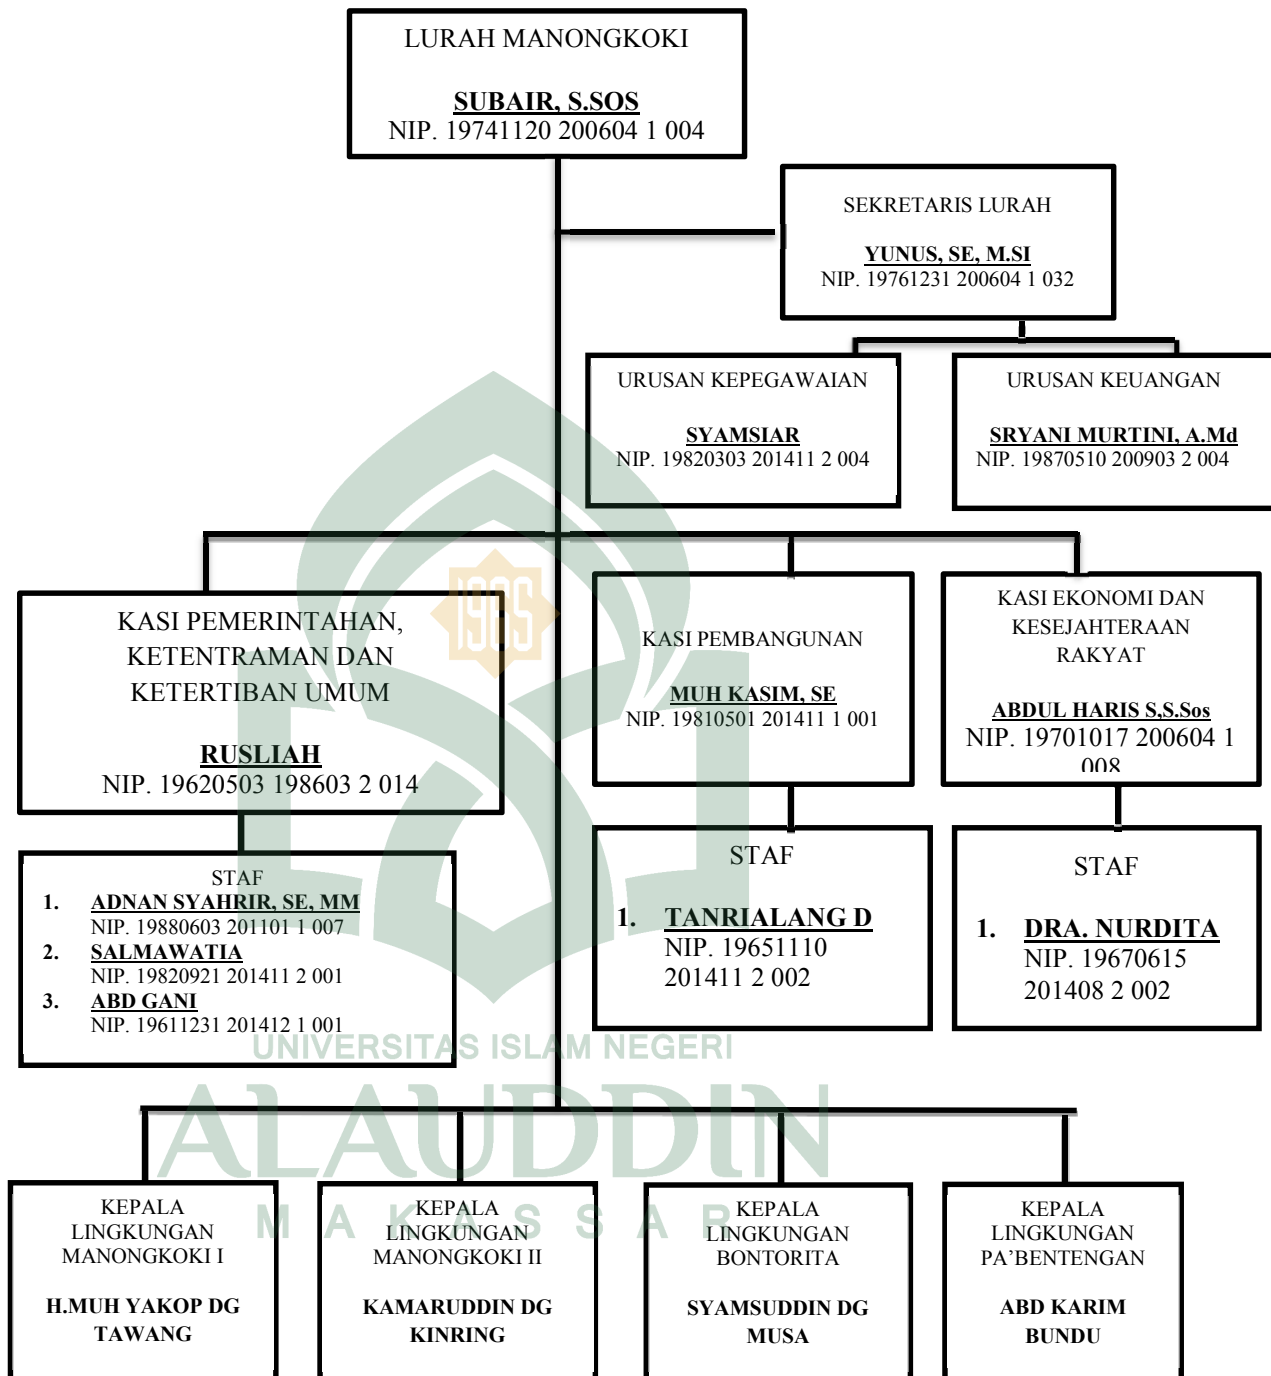 LURAH MANONGKOKI
SUBAIR, S.SOS
NIP. 19741120 200604 1 004
SEKRETARIS LURAH
YUNUS, SE, M.SI
NIP. 19761231 200604 1 032
URUSAN KEPEGAWAIAN
SYAMSIAR
NIP. 19820303 201411 2 004
URUSAN KEUANGAN
SRYANI MURTINI, A.Md
NIP. 19870510 200903 2 004
1965
KASI PEMERINTAHAN,
KETENTRAMAN DAN
KETERTIBAN UMUM
RUSLIAH
NIP. 19620503 198603 2 014
KASI PEMBANGUNAN
MUH KASIM, SE
NIP. 19810501 201411 1 001
KASI EKONOMI DAN
KESEJAHTERAAN
RAKYAT
ABDUL HARIS S,S.Sos
NIP. 19701017 200604 1
008
STAF
1. ADNAN SYAHRIR, SE, MM
NIP. 19880603 201101 1 007
2. SALMAWATIA
NIP. 19820921 201411 2 001
3. ABD GANI
NIP. 19611231 201412 1 001
STAF
1. TANRIALANG D
NIP. 19651110
201411 2 002
STAF
1. DRA. NURDITA
NIP. 19670615
201408 2 002
UNIVERSITAS ISLAM NEGERI
ALAUDDIN
MAKASSAR
KEPALA
LINGKUNGAN
MANONGKOKI I
H.MUH YAKOP DG
TAWANG
KEPALA
LINGKUNGAN
MANONGKOKI II
KAMARUDDIN DG
KINRING
KEPALA
LINGKUNGAN
BONTORITA
SYAMSUDDIN DG
MUSA
KEPALA
LINGKUNGAN
PA’BENTENGAN
ABD KARIM
BUNDU